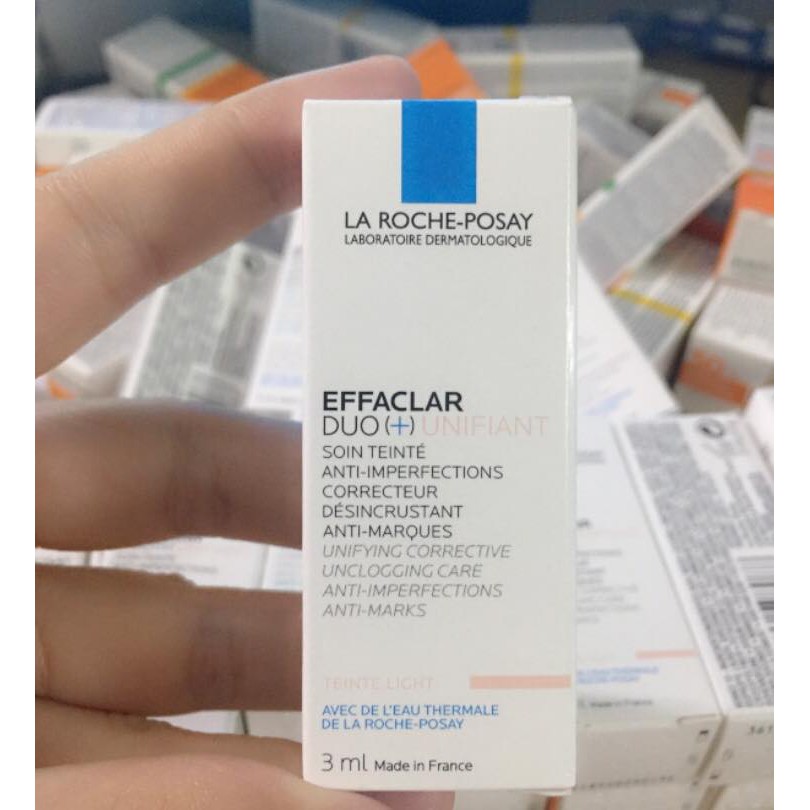 LA ROCHE-POSAY
LABORATOIRE DERMATOLOGIQUE
EFFACLAR
DUO (+) UNIFIANT
SOIN TEINTÉ
ANTI-IMPERFECTIONS
CORRECTEUR
DÉSINCRUSTANT
ANTI-MARQUES
UNIFYING CORRECTIVE
UNCLOGGING CARE
ANTI-IMPERFECTIONS
ANTI-MARKS
TEINTE LIGHT
AVEC DE L'EAU THERMALE
DE LA ROCHE-POSAY
3 ml Made in France